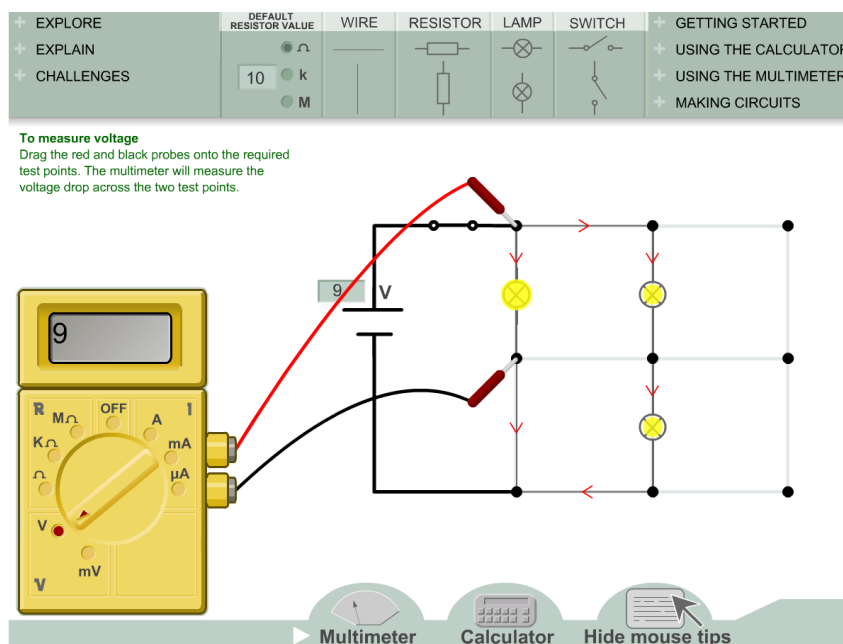 EXPLORE
EXPLAIN
CHALLENGES
DEFAULT
RESISTOR VALUE
Ω
10 k
M
WIRE
RESISTOR
LAMP
SWITCH
GETTING STARTED
USING THE CALCULATOR
USING THE MULTIMETER
MAKING CIRCUITS
To measure voltage
Drag the red and black probes onto the required
test points. The multimeter will measure the
voltage drop across the two test points.
9 V
9
R
OFF
I
MΩ
A
KΩ
mA
Ω
µA
V
mV
V
Multimeter
Calculator
Hide mouse tips